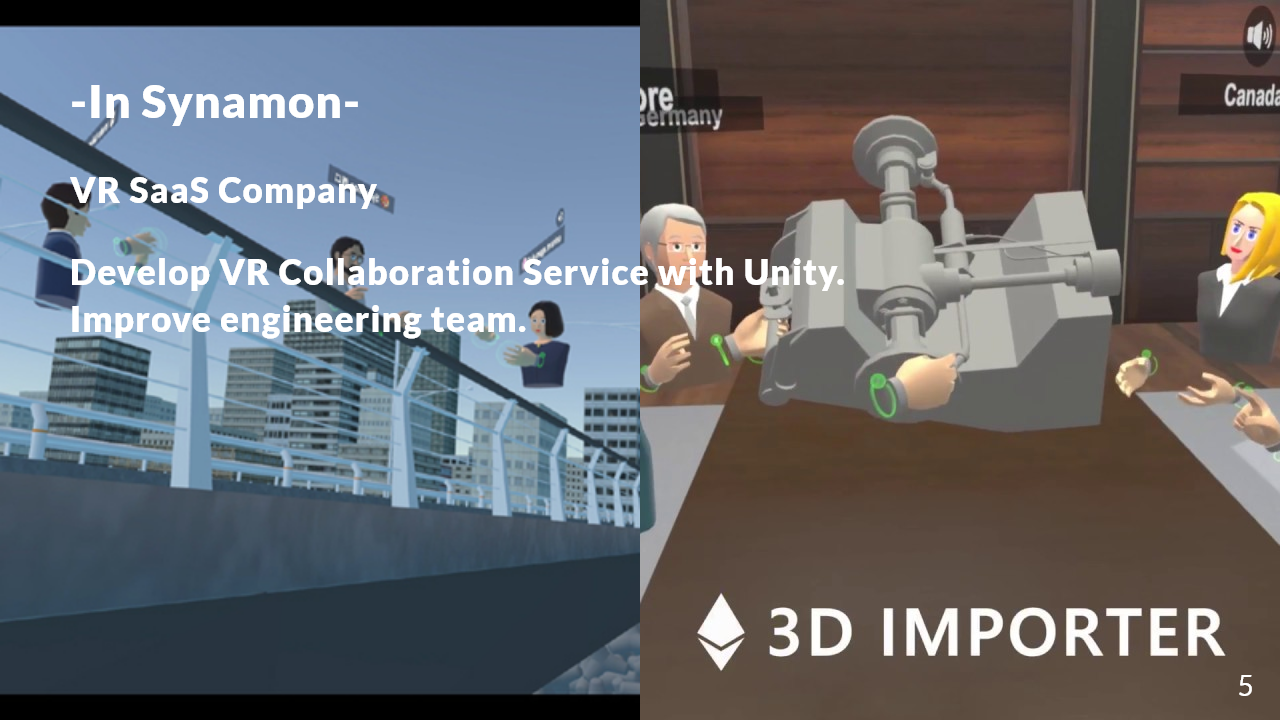 -In Synamon-
VR SaaS Company
Develop VR Collaboration Service with Unity.
Improve engineering team.
Germany
Canada
3D IMPORTER
5